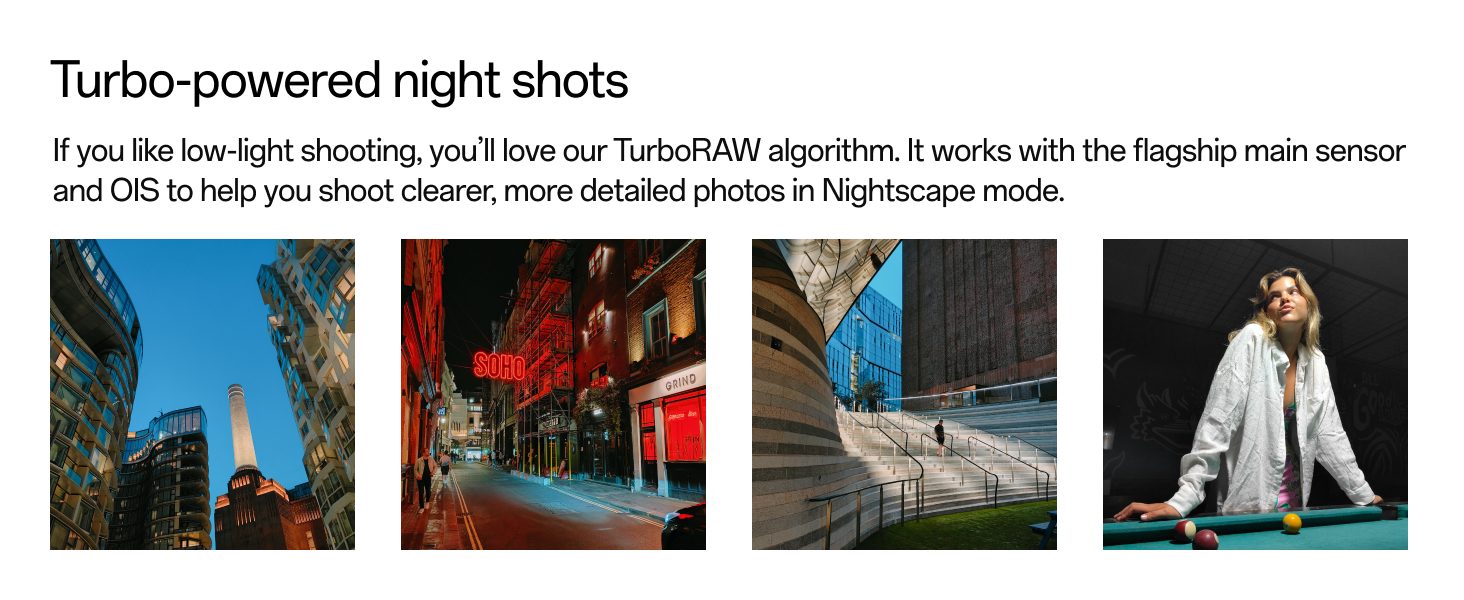 Turbo-powered night shots
If you like low-light shooting, you’ll love our TurboRAW algorithm. It works with the flagship main sensor
and OIS to help you shoot clearer, more detailed photos in Nightscape mode.
SOHO
GRIND